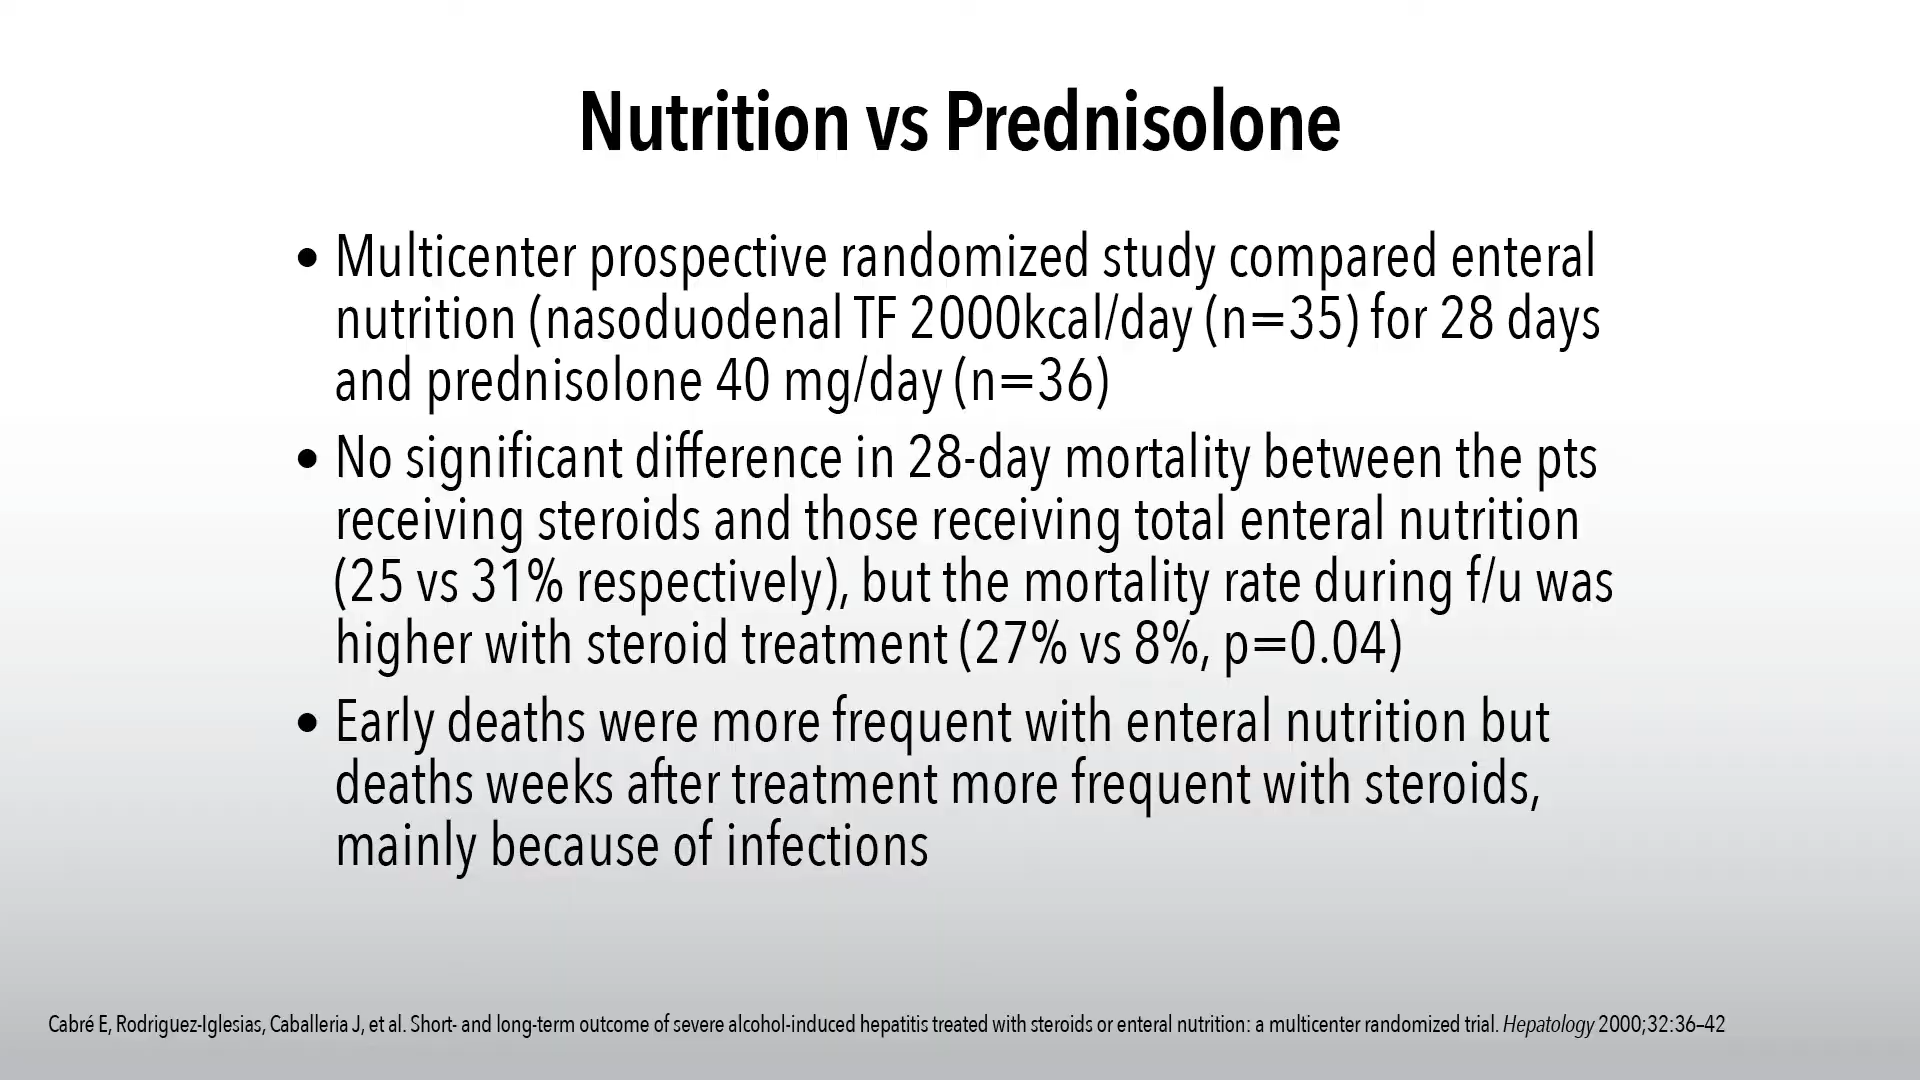 Nutrition vs Prednisolone
• Multicenter prospective randomized study compared enteral
nutrition (nasoduodenal TF 2000kcal/day (n=35) for 28 days
and prednisolone 40 mg/day (n=36)
• No significant difference in 28-day mortality between the pts
receiving steroids and those receiving total enteral nutrition
(25 vs 31% respectively), but the mortality rate during f/u was
higher with steroid treatment (27% vs 8%, p=0.04)
• Early deaths were more frequent with enteral nutrition but
deaths weeks after treatment more frequent with steroids,
mainly because of infections
Cabré E, Rodriguez-Iglesias, Caballeria J, et al. Short- and long-term outcome of severe alcohol-induced hepatitis treated with steroids or enteral nutrition: a multicenter randomized trial. Hepatology 2000;32:36–42